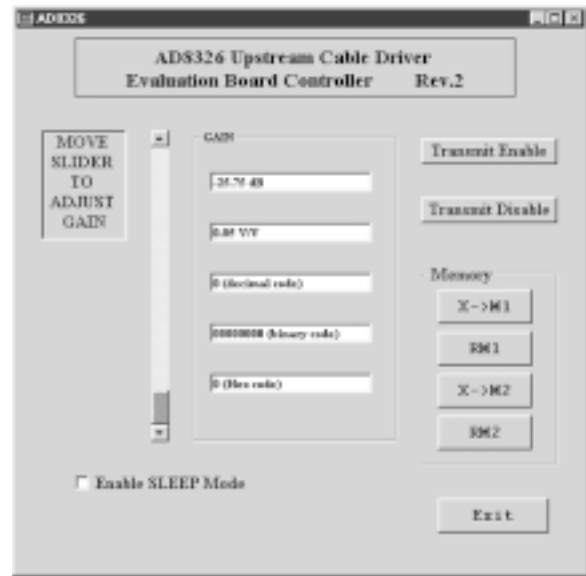 AD8326
AD8326 Upstream Cable Driver
Evaluation Board Controller Rev.2
MOVE
SLIDER
TO
ADJUST
GAIN
GAIN
-25.75 dB
0.05 V/V
0 (decimal code)
00000000 (binary code)
0 (Hex code)
Transmit Enable
Transmit Disable
Memory
X->M1
RM1
X->M2
RM2
Enable SLEEP Mode
Exit